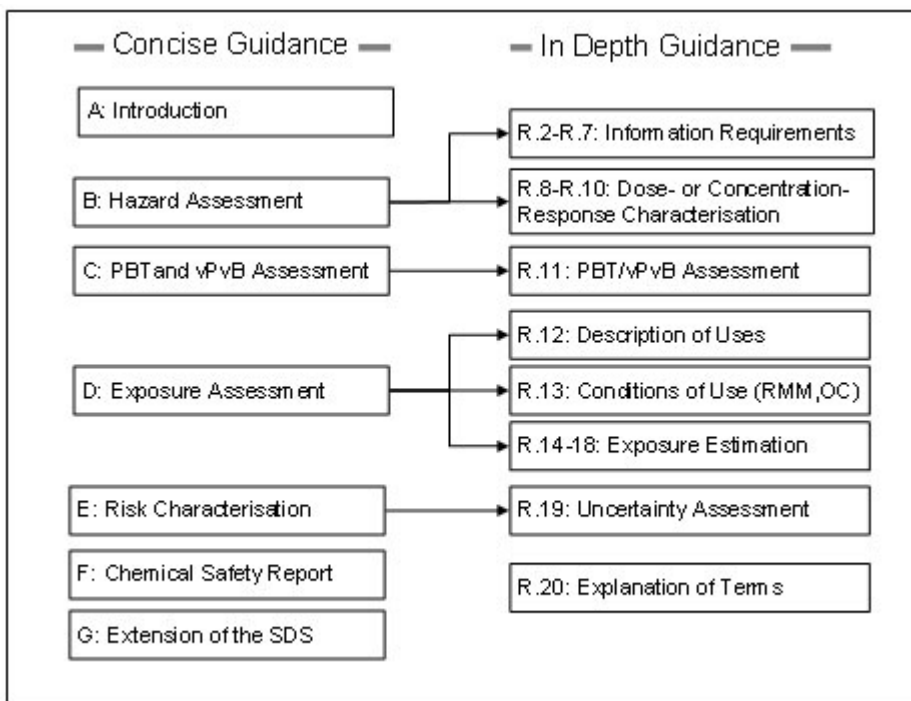 Concise Guidance
A: Introduction
B: Hazard Assessment
C: PBT and vPvB Assessment
D: Exposure Assessment
E: Risk Characterisation
F: Chemical Safety Report
G: Extension of the SDS
In Depth Guidance
R.2-R.7: Information Requirements
R.8-R.10: Dose- or Concentration-
Response Characterisation
R.11: PBT/vPvB Assessment
R.12: Description of Uses
R.13: Conditions of Use (RMM,OC)
R.14-18: Exposure Estimation
R.19: Uncertainty Assessment
R.20: Explanation of Terms